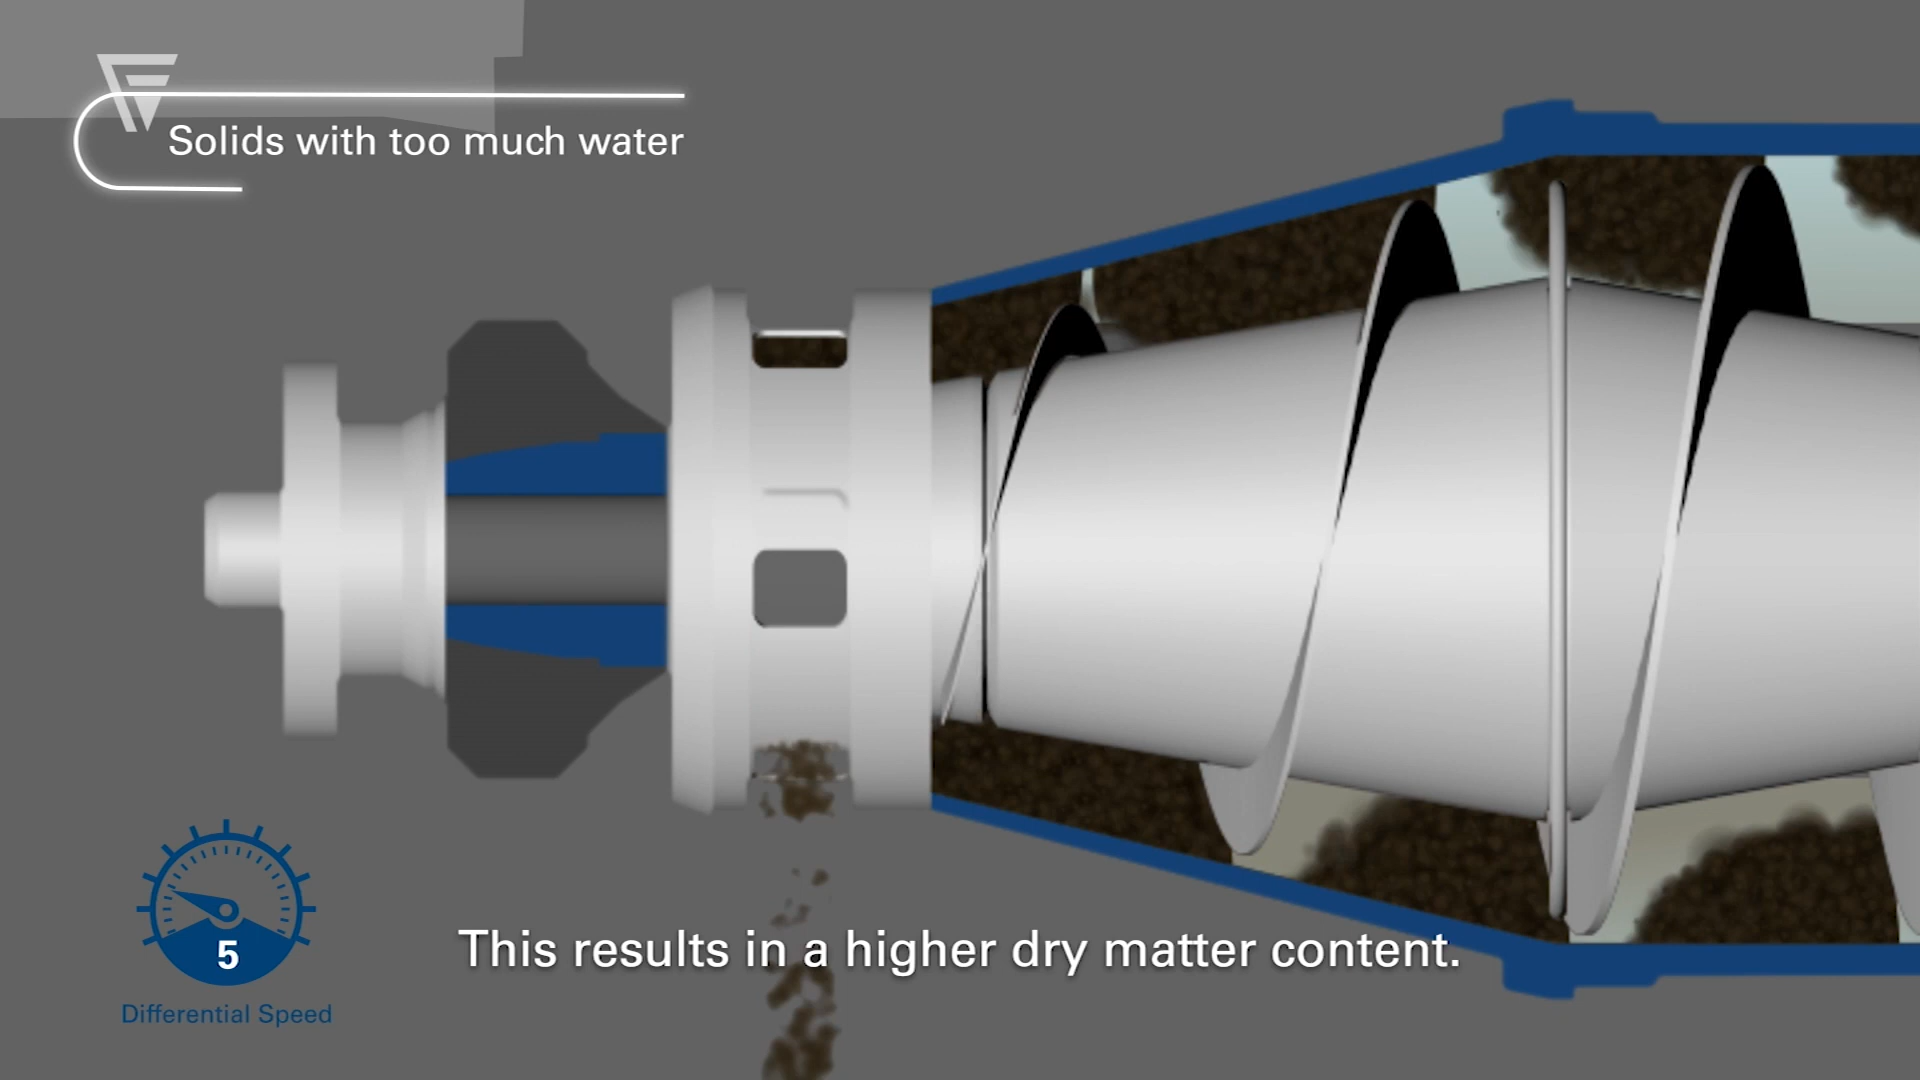 Solids with too much water
5
Differential Speed
This results in a higher dry matter content.